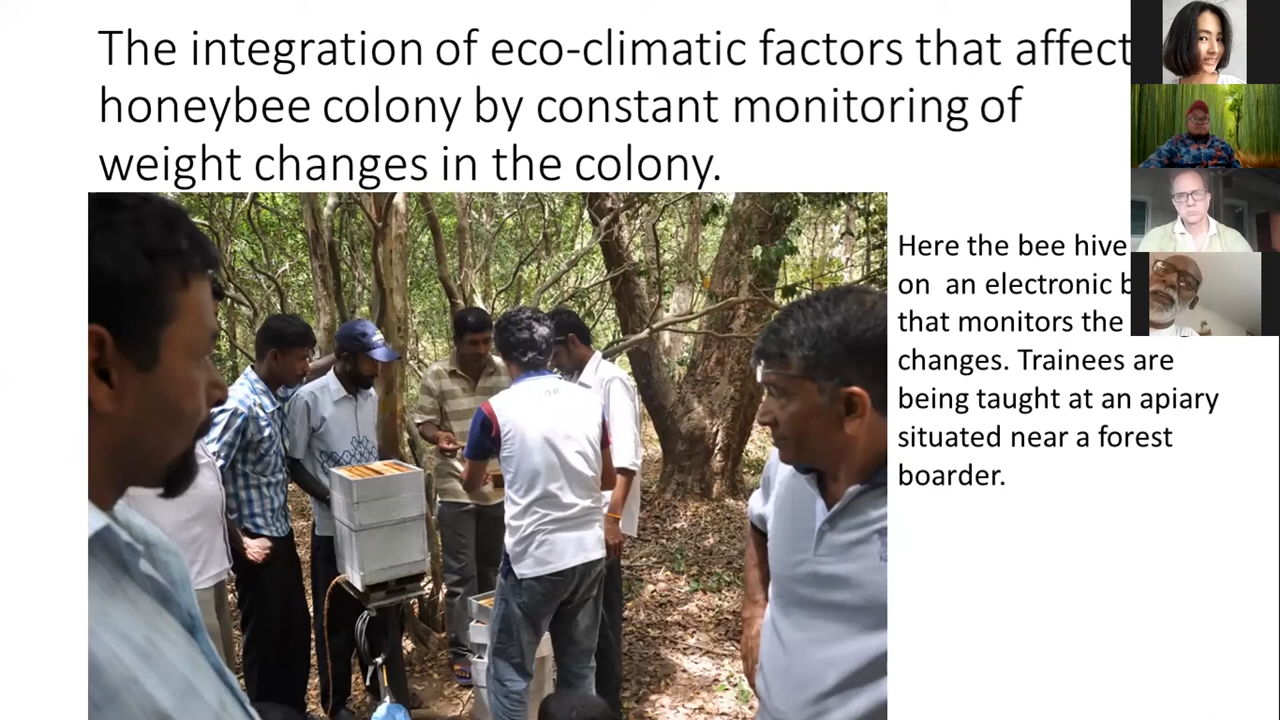 The integration of eco-climatic factors that affect
honeybee colony by constant monitoring of
weight changes in the colony.
Here the bee hive
on an electronic
that monitors the
changes. Trainees are
being taught at an apiary
situated near a forest
boarder.